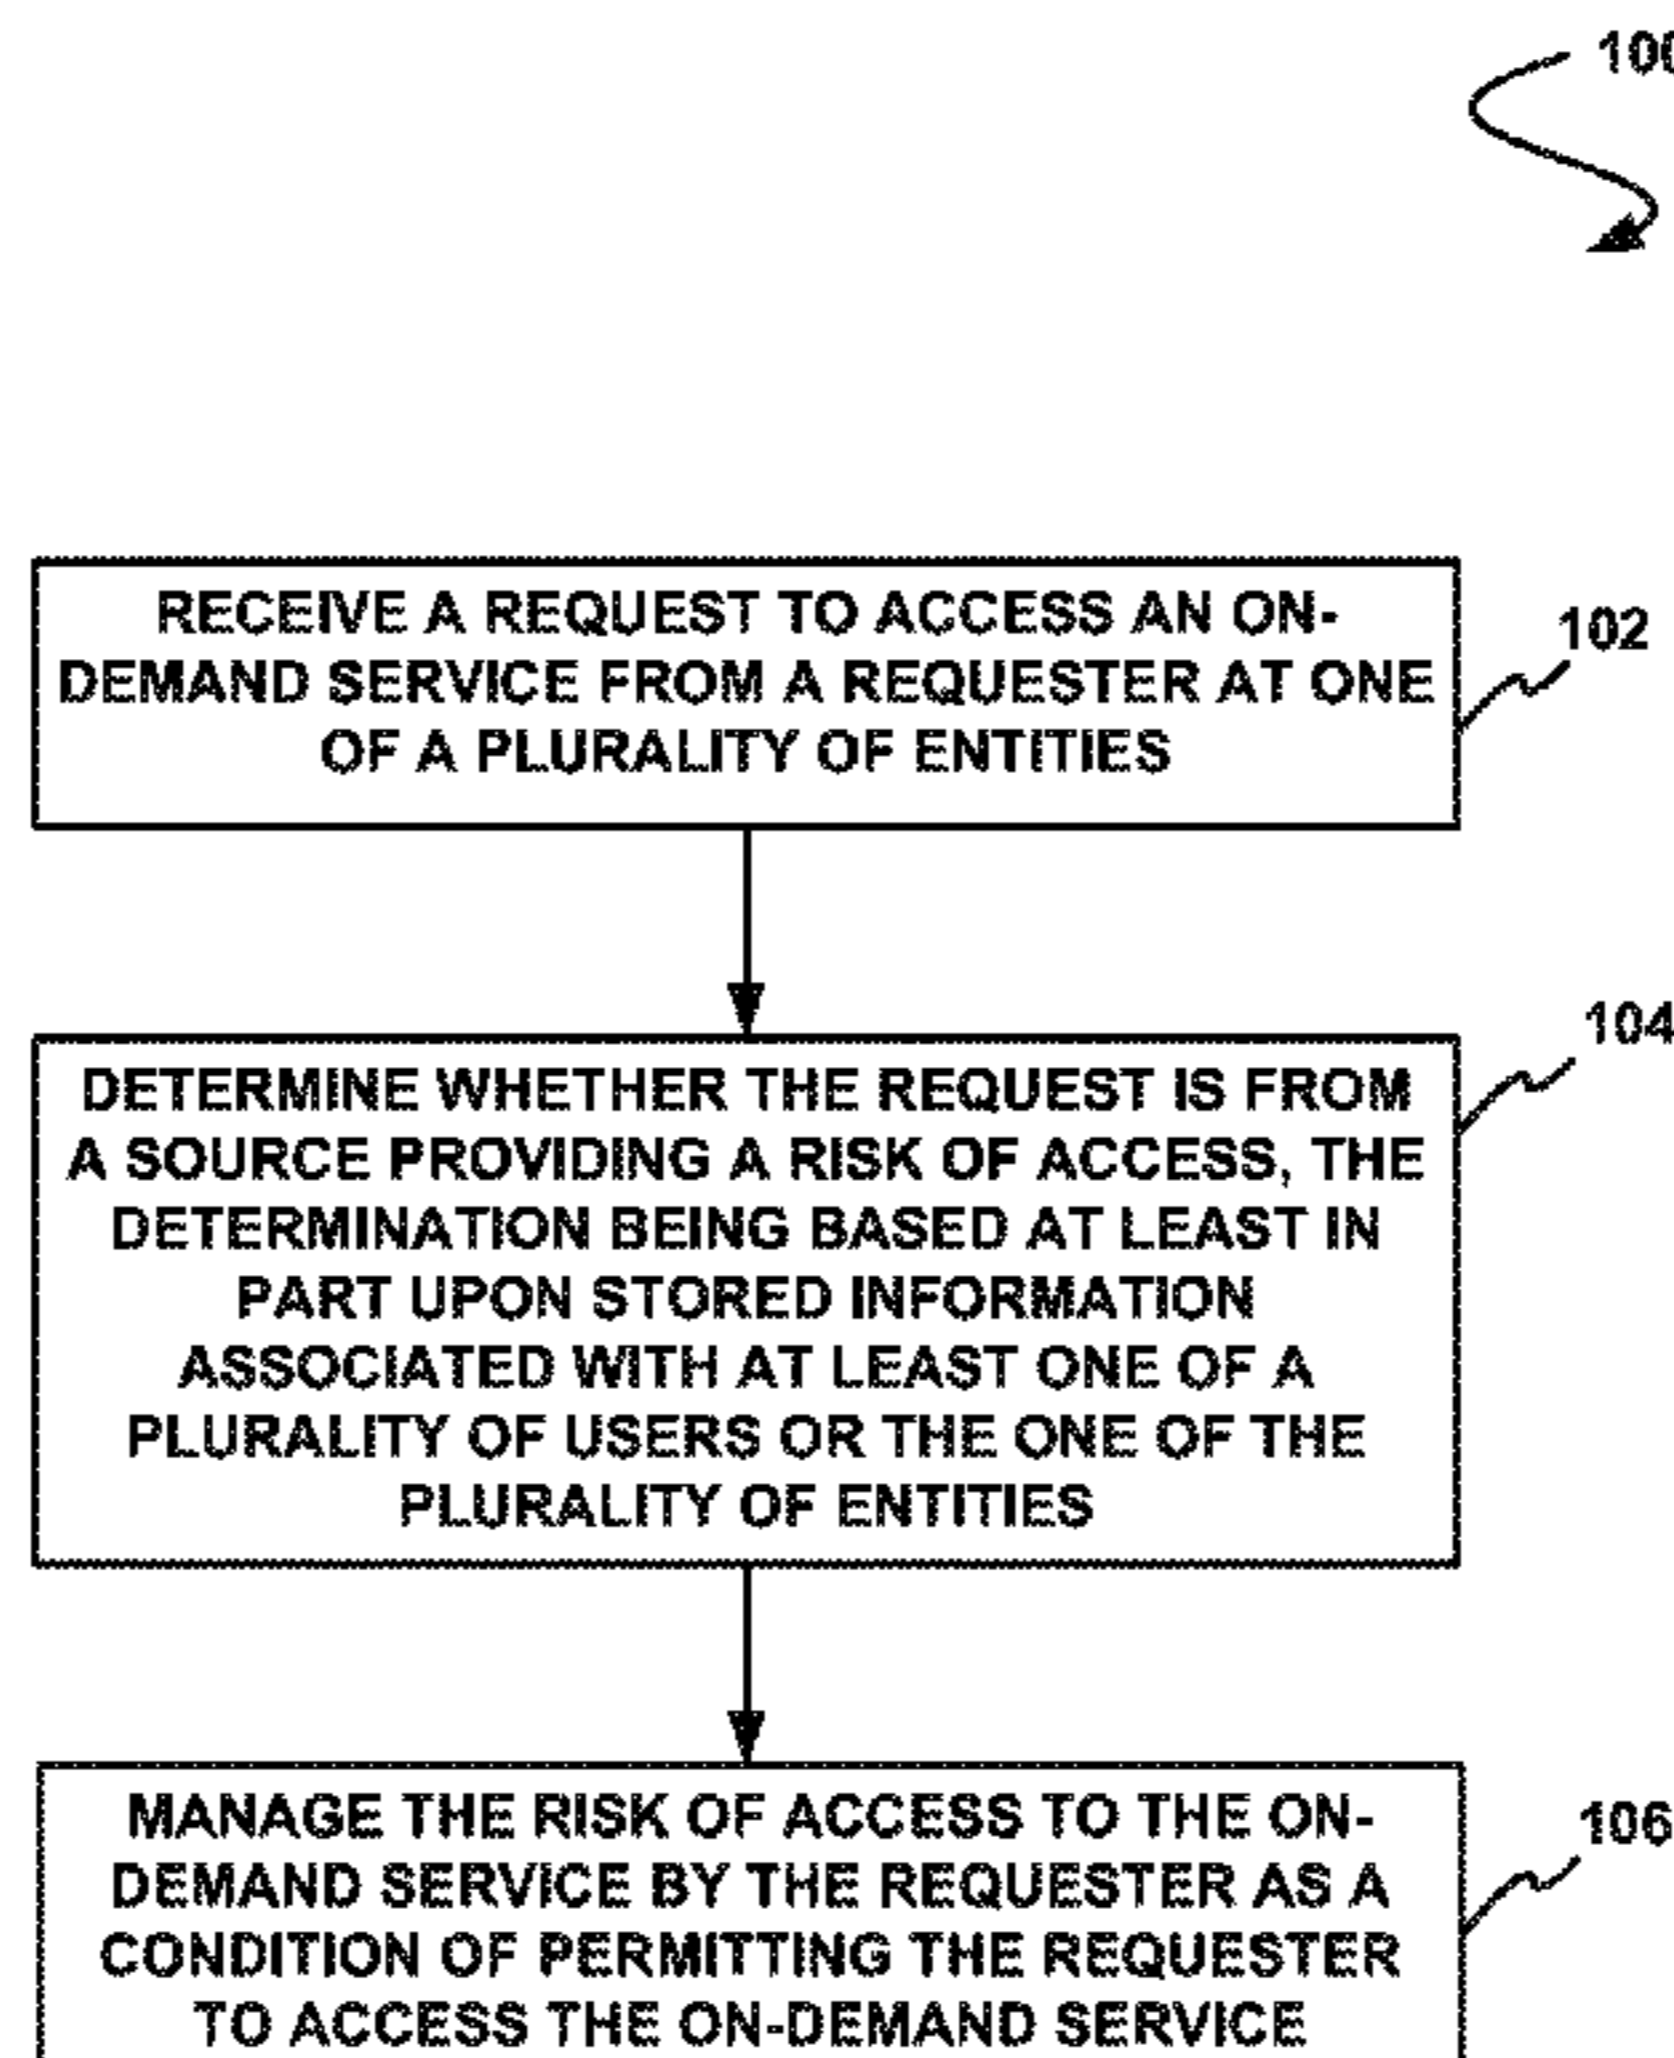 100
RECEIVE A REQUEST TO ACCESS AN ON-
DEMAND SERVICE FROM A REQUESTER AT ONE
OF A PLURALITY OF ENTITIES
102
DETERMINE WHETHER THE REQUEST IS FROM
A SOURCE PROVIDING A RISK OF ACCESS, THE
DETERMINATION BEING BASED AT LEAST IN
PART UPON STORED INFORMATION
ASSOCIATED WITH AT LEAST ONE OF A
PLURALITY OF USERS OR THE ONE OF THE
PLURALITY OF ENTITIES
104
MANAGE THE RISK OF ACCESS TO THE ON-
DEMAND SERVICE BY THE REQUESTER AS A
CONDITION OF PERMITTING THE REQUESTER
TO ACCESS THE ON-DEMAND SERVICE
106